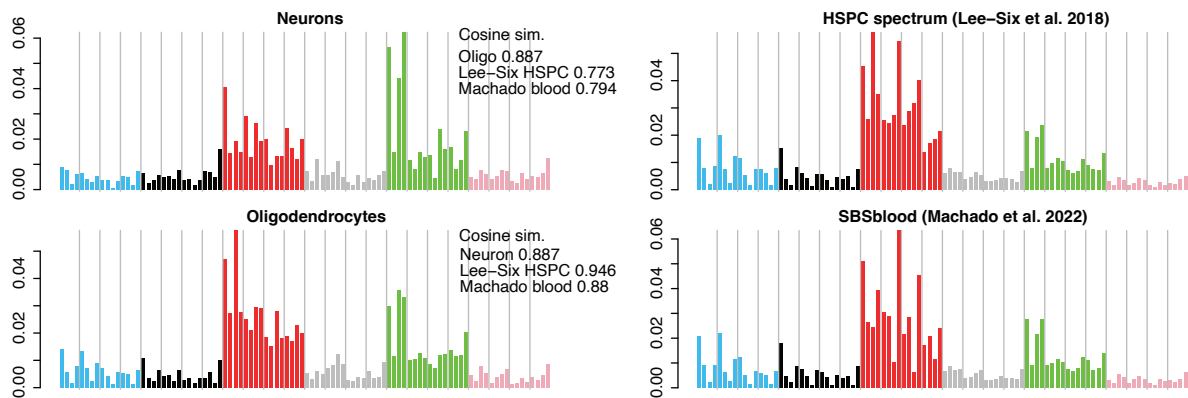 Neurons
0.06
0.04
0.02
0.00
Cosine sim.
Oligo 0.887
Lee−Six HSPC 0.773
Machado blood 0.794
HSPC spectrum (Lee−Six et al. 2018)
0.04
0.02
0.00
Oligodendrocytes
0.04
0.02
0.00
Cosine sim.
Neuron 0.887
Lee−Six HSPC 0.946
Machado blood 0.88
SBSblood (Machado et al. 2022)
0.06
0.04
0.02
0.00